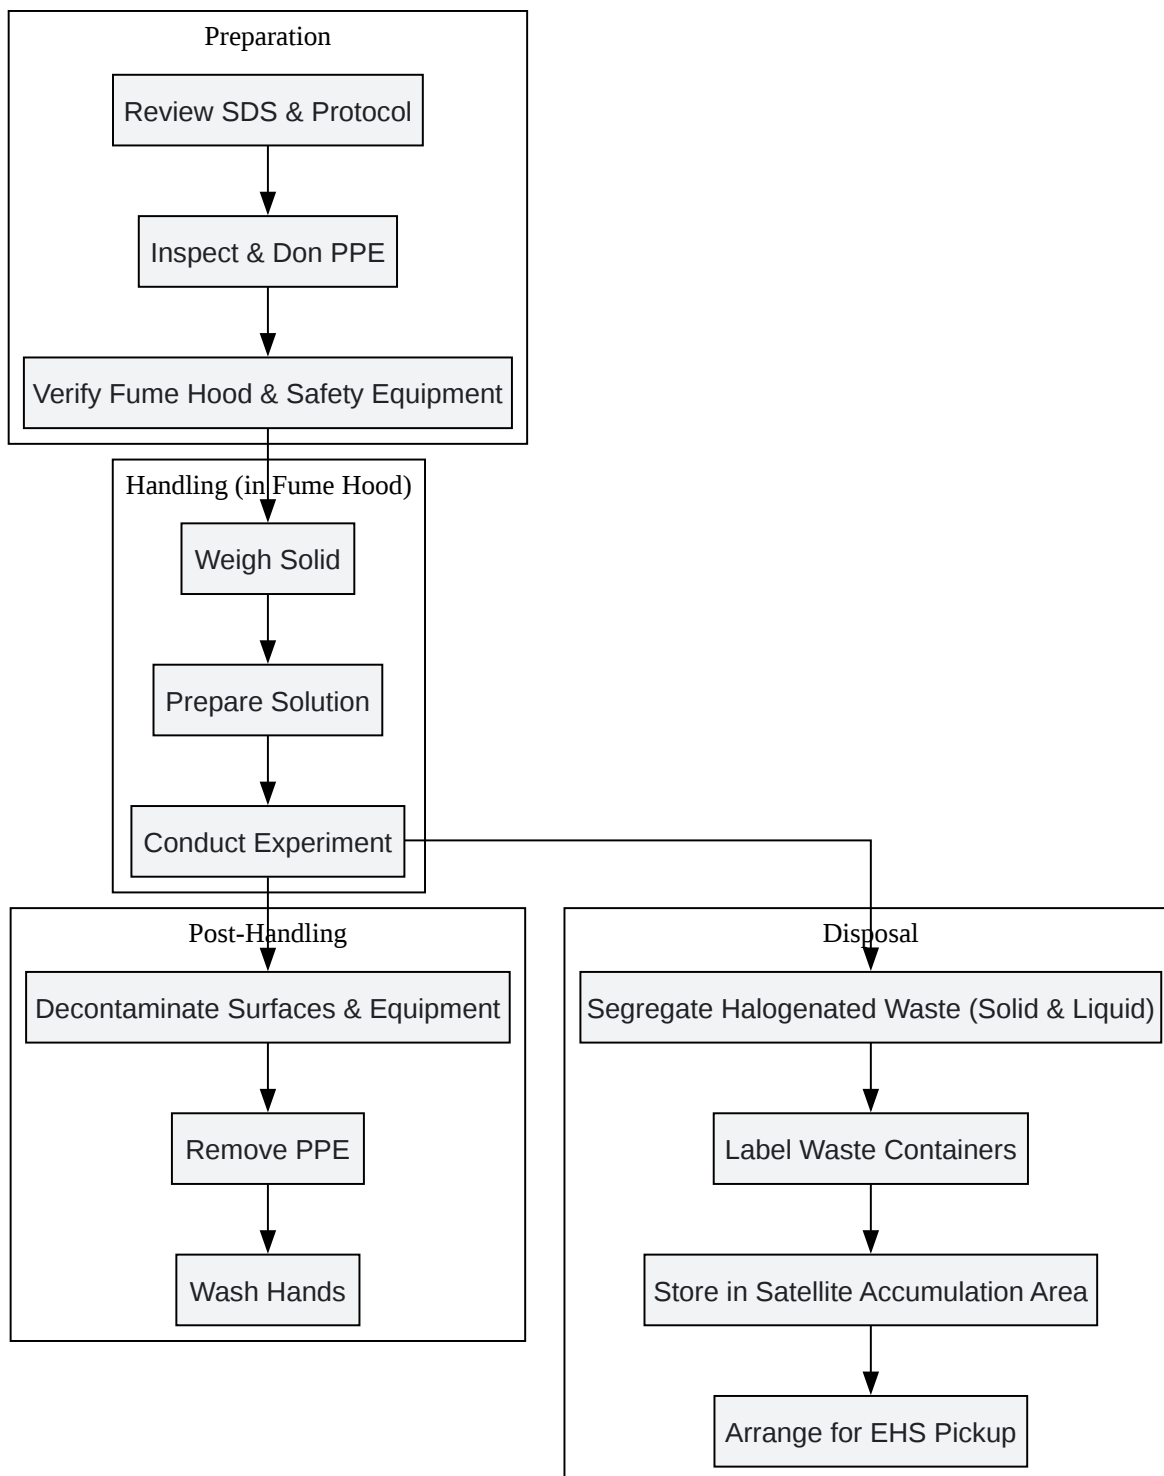 Preparation
Review SDS & Protocol
Inspect & Don PPE
Verify Fume Hood & Safety Equipment
Handling (in Fume Hood)
Weigh Solid
Prepare Solution
Conduct Experiment
Post-Handling
Decontaminate Surfaces & Equipment
Remove PPE
Wash Hands
Disposal
Segregate Halogenated Waste (Solid & Liquid)
Label Waste Containers
Store in Satellite Accumulation Area
Arrange for EHS Pickup